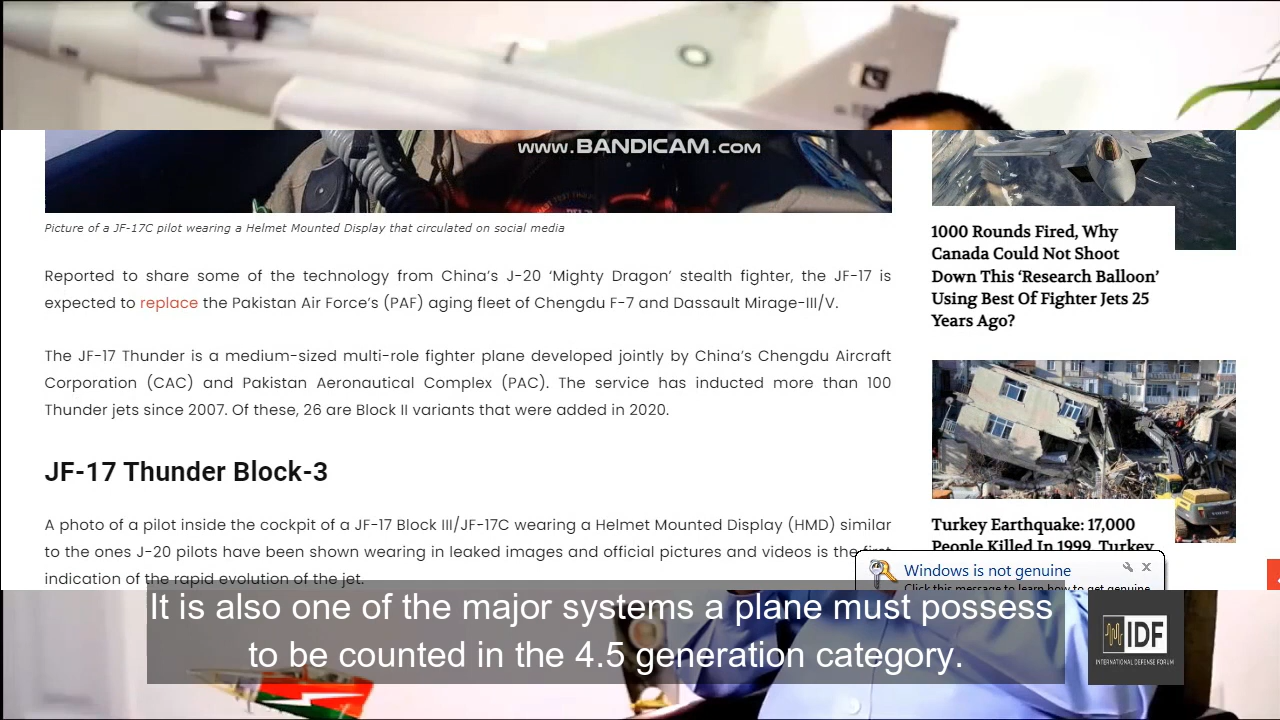 www.BANDICAM.com
Picture of a JF-17C pilot wearing a Helmet Mounted Display that circulated on social media
Reported to share some of the technology from China’s J-20 ‘Mighty Dragon’ stealth fighter, the JF-17 is
expected to replace the Pakistan Air Force’s (PAF) aging fleet of Chengdu F-7 and Dassault Mirage-III/V.
The JF-17 Thunder is a medium-sized multi-role fighter plane developed jointly by China’s Chengdu Aircraft
Corporation (CAC) and Pakistan Aeronautical Complex (PAC). The service has inducted more than 100
Thunder jets since 2007. Of these, 26 are Block II variants that were added in 2020.
JF-17 Thunder Block-3
A photo of a pilot inside the cockpit of a JF-17 Block III/JF-17C wearing a Helmet Mounted Display (HMD) similar
to the ones J-20 pilots have been shown wearing in leaked images and official pictures and videos is the first
indication of the rapid evolution of the jet.
1000 Rounds Fired, Why
Canada Could Not Shoot
Down This ‘Research Balloon’
Using Best Of Fighter Jets 25
Years Ago?
Turkey Earthquake: 17,000
People Killed In 1999, Turkey
Windows is not genuine
Click this message to learn how to get genuine
It is also one of the major systems a plane must possess
to be counted in the 4.5 generation category.
IDF
INTERNATIONAL DEFENSE FORUM